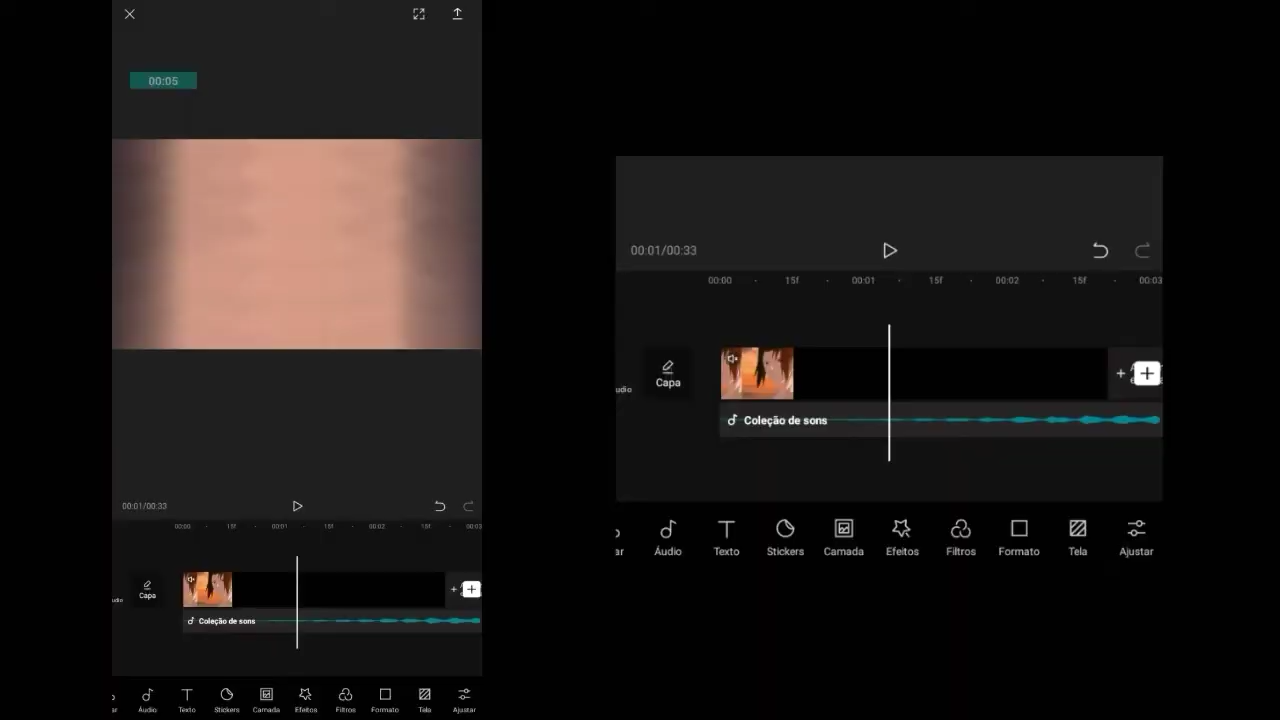 00:05
00:01/00:33
00:00 15f 00:01 15f 00:02 15f 00:03
Capa
Coleção de sons
Áudio Texto Stickers Camada Efeitos Filtros Formato Tela Ajustar
00:01/00:33
00:00 15f 00:01 15f 00:02 15f 00:03
udio Capa
Coleção de sons
ar Áudio Texto Stickers Camada Efeitos Filtros Formato Tela Ajustar